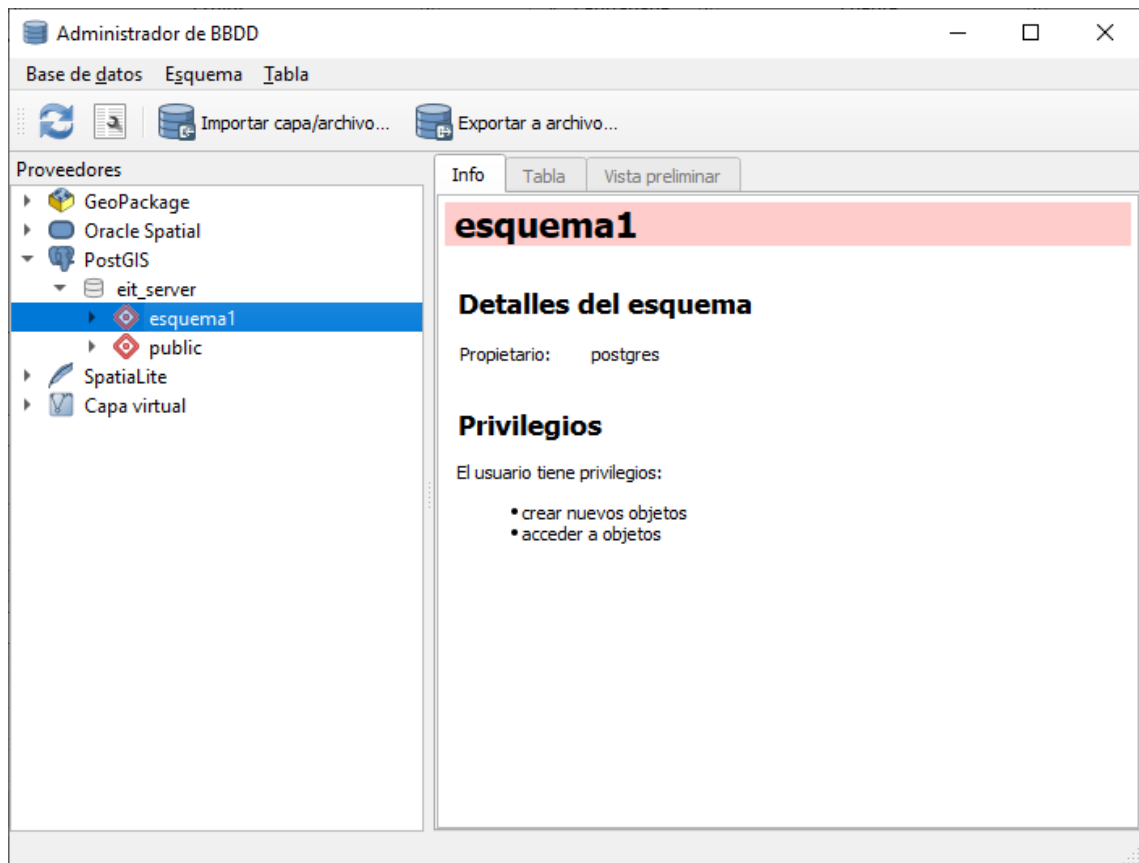 Administrador de BBDD
Base de datos Esquema Tabla
Importar capa/archivo... Exportar a archivo...
Proveedores
GeoPackage
Oracle Spatial
PostGIS
eit_server
esquema1
public
SpatiaLite
Capa virtual
Info Tabla Vista preliminar
esquema1
Detalles del esquema
Propietario: postgres
Privilegios
El usuario tiene privilegios:
• crear nuevos objetos
• acceder a objetos